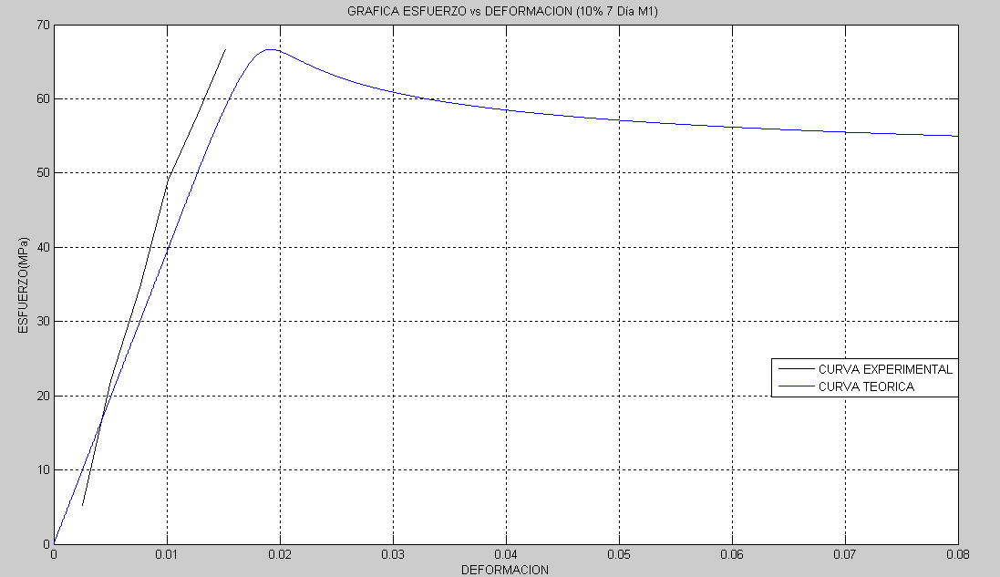 GRAFICA ESFUERZO vs DEFORMACION (10% 7 Día M1)
70
60
50
40
30
20
10
0
ESFUERZO(MPa)
CURVA EXPERIMENTAL
CURVA TEORICA
0 0.01 0.02 0.03 0.04 0.05 0.06 0.07 0.08
DEFORMACION